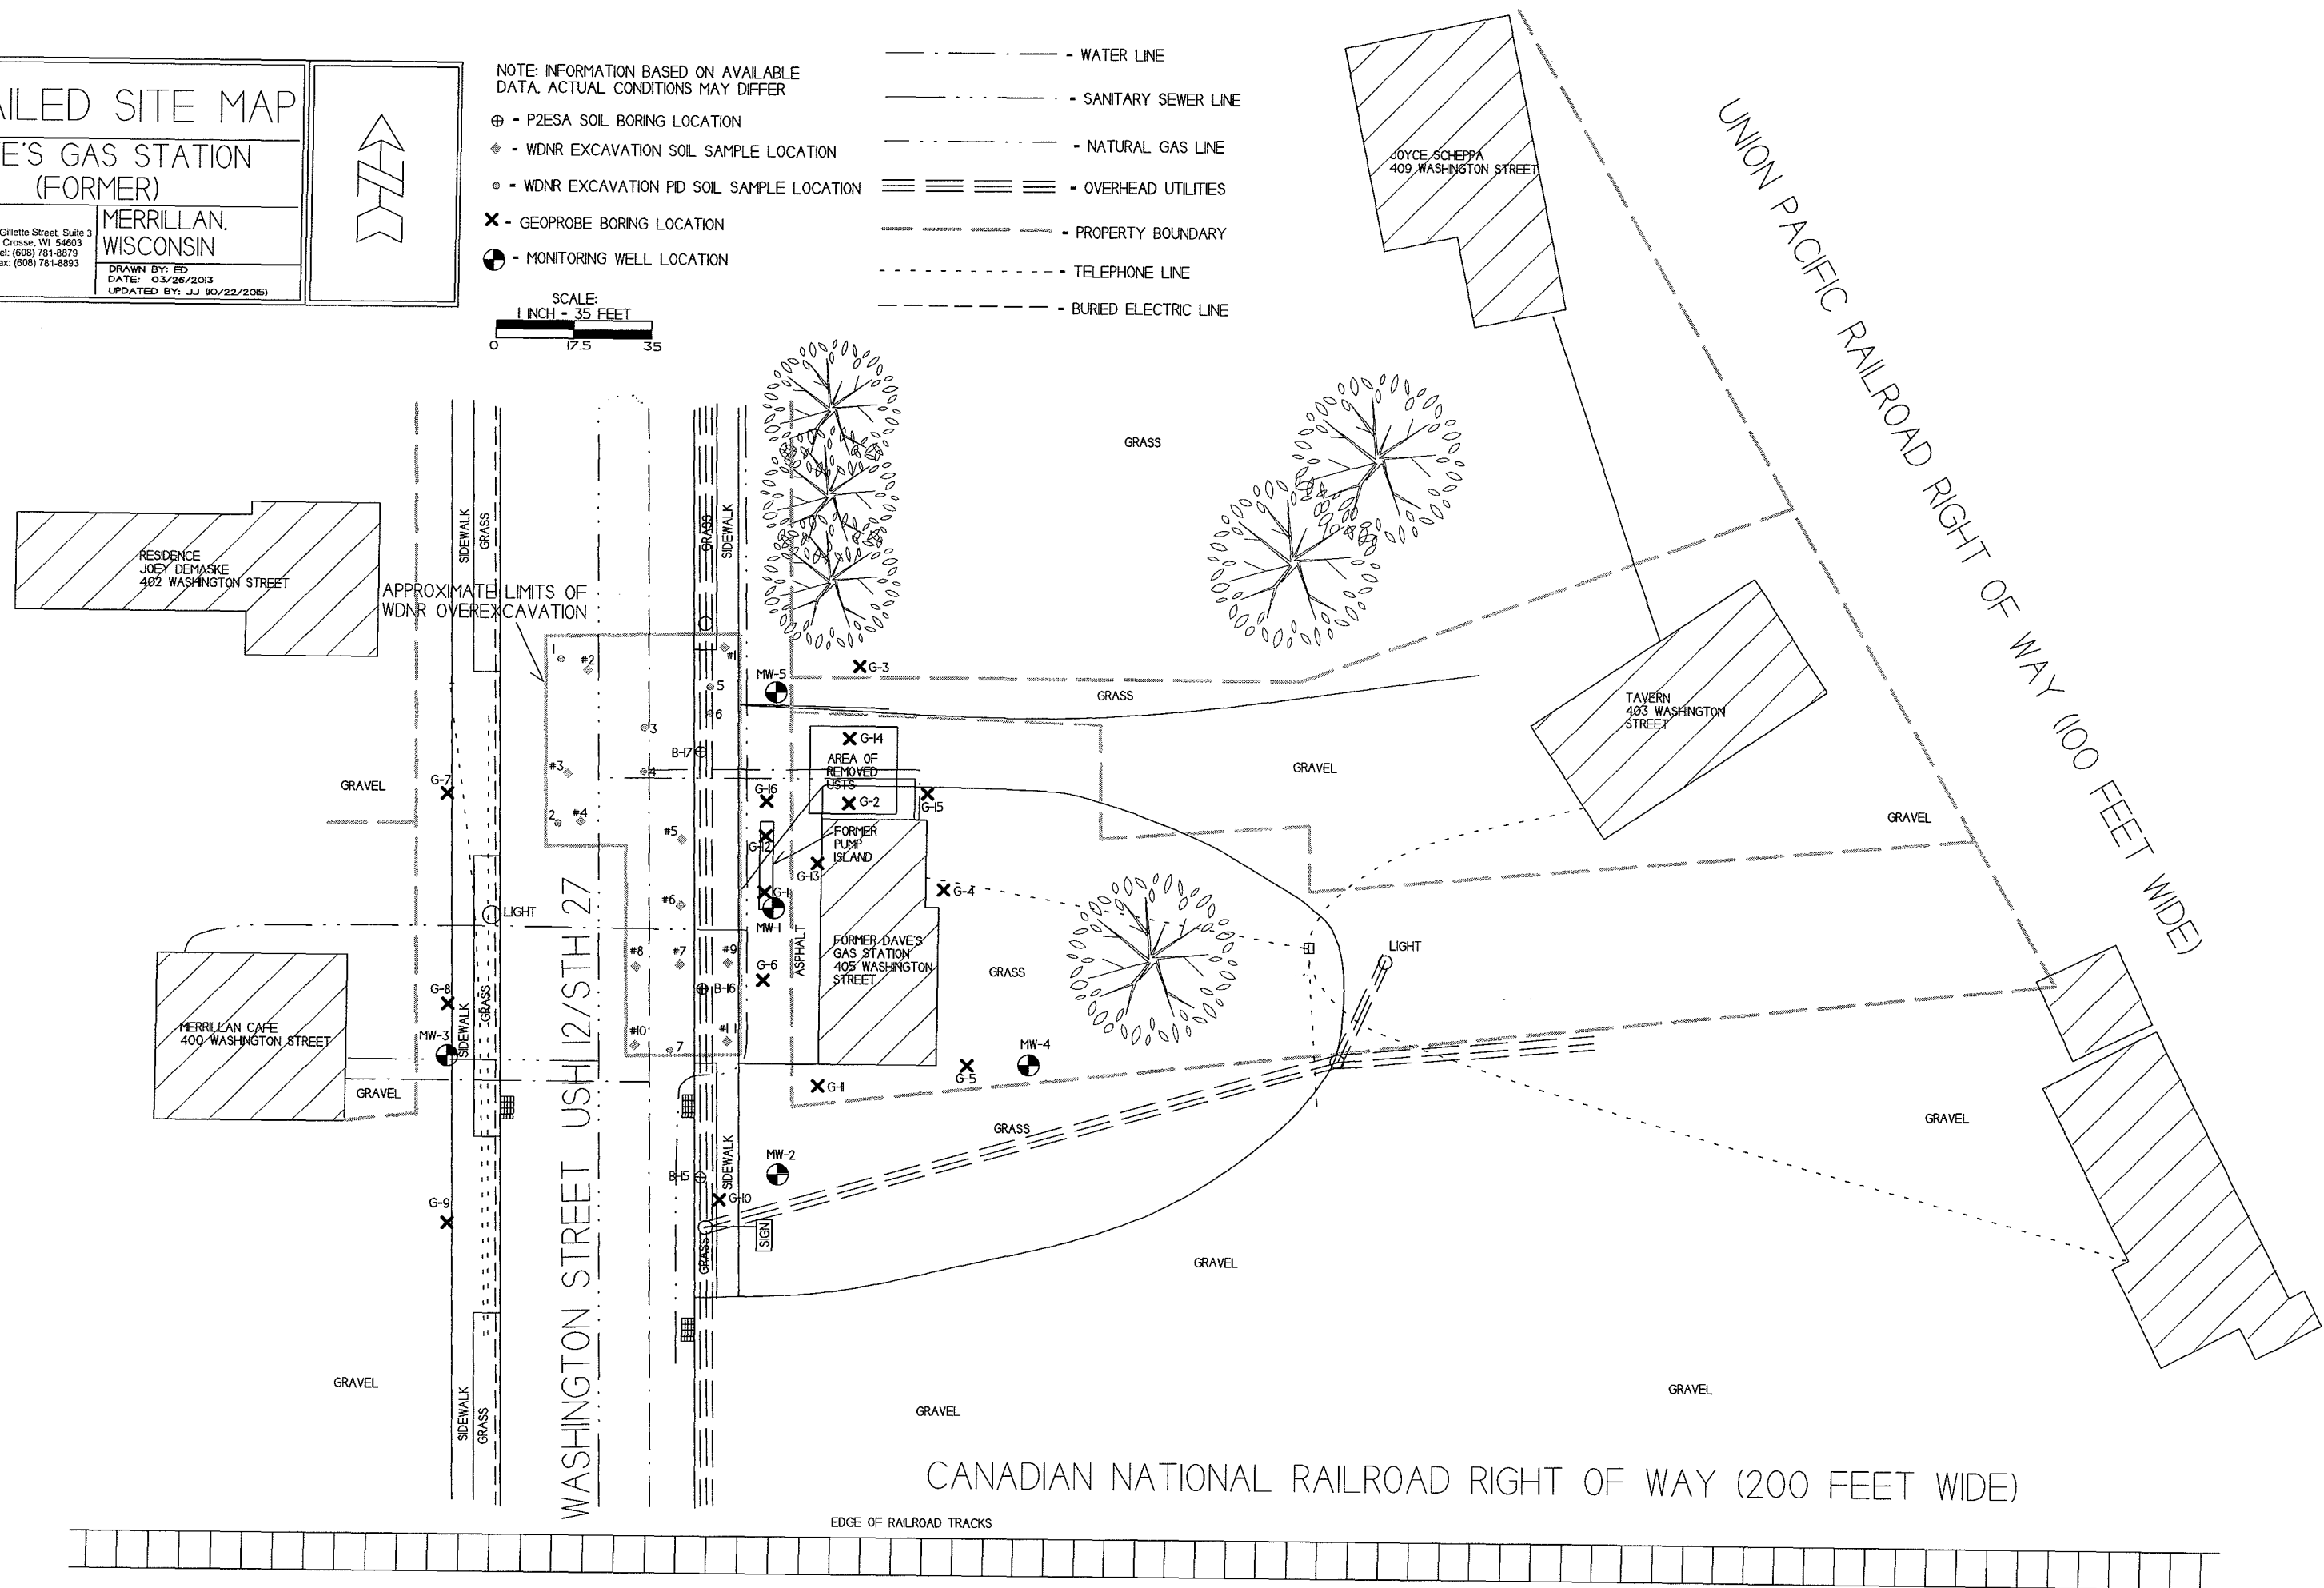 AILED SITE MAP
E'S GAS STATION
(FORMER)
Gillette Street, Suite 3
Crosse, WI 54603
el: (608) 781-8879
ax: (608) 781-8893
MERRILLAN,
WISCONSIN
DRAWN BY: ED
DATE: 03/26/2013
UPDATED BY: JJ (10/22/2015)
NOTE: INFORMATION BASED ON AVAILABLE
DATA. ACTUAL CONDITIONS MAY DIFFER
- P2ESA SOIL BORING LOCATION
- WDNR EXCAVATION SOIL SAMPLE LOCATION
- WDNR EXCAVATION PID SOIL SAMPLE LOCATION
- GEOPROBE BORING LOCATION
- MONITORING WELL LOCATION
SCALE:
1 INCH - 35 FEET
0 17.5 35
- WATER LINE
- SANITARY SEWER LINE
- NATURAL GAS LINE
- OVERHEAD UTILITIES
- PROPERTY BOUNDARY
- TELEPHONE LINE
- BURIED ELECTRIC LINE
JOYCE SCHEPPA
409 WASHINGTON STREET
UNION PACIFIC RAILROAD RIGHT OF WAY (100 FEET WIDE)
GRASS
SIDEWALK
GRASS
GRASS
SIDEWALK
RESIDENCE
JOEY DEMASKE
402 WASHINGTON STREET
APPROXIMATE LIMITS OF
WDNR OVEREXCAVATION
1
#2
#1
5
6
3
MW-5
G-3
GRASS
TAVERN
403 WASHINGTON
STREET
B-17
G-14
AREA OF
REMOVED
USTS
#3
4
GRAVEL
G-7
GRAVEL
G-16
G-2
G-15
GRAVEL
2
#4
#5
G-12
FORMER
PUMP
ISLAND
G-13
G-1
G-4
#6
LIGHT
MW-1
ASPHALT
FORMER DAVE'S
GAS STATION
405 WASHINGTON
STREET
#8
#7
#9
G-6
GRASS
LIGHT
G-8
GRASS
B-16
MERRILLAN CAFE
400 WASHINGTON STREET
MW-3
SIDEWALK
#10
7
#11
MW-4
G-5
G-11
GRAVEL
GRASS
GRAVEL
MW-2
SIDEWALK
B-15
G-10
G-9
SIGN
GRASS
GRAVEL
WASHINGTON STREET USH 12/STH 27
GRAVEL
GRAVEL
GRAVEL
SIDEWALK
GRASS
CANADIAN NATIONAL RAILROAD RIGHT OF WAY (200 FEET WIDE)
EDGE OF RAILROAD TRACKS